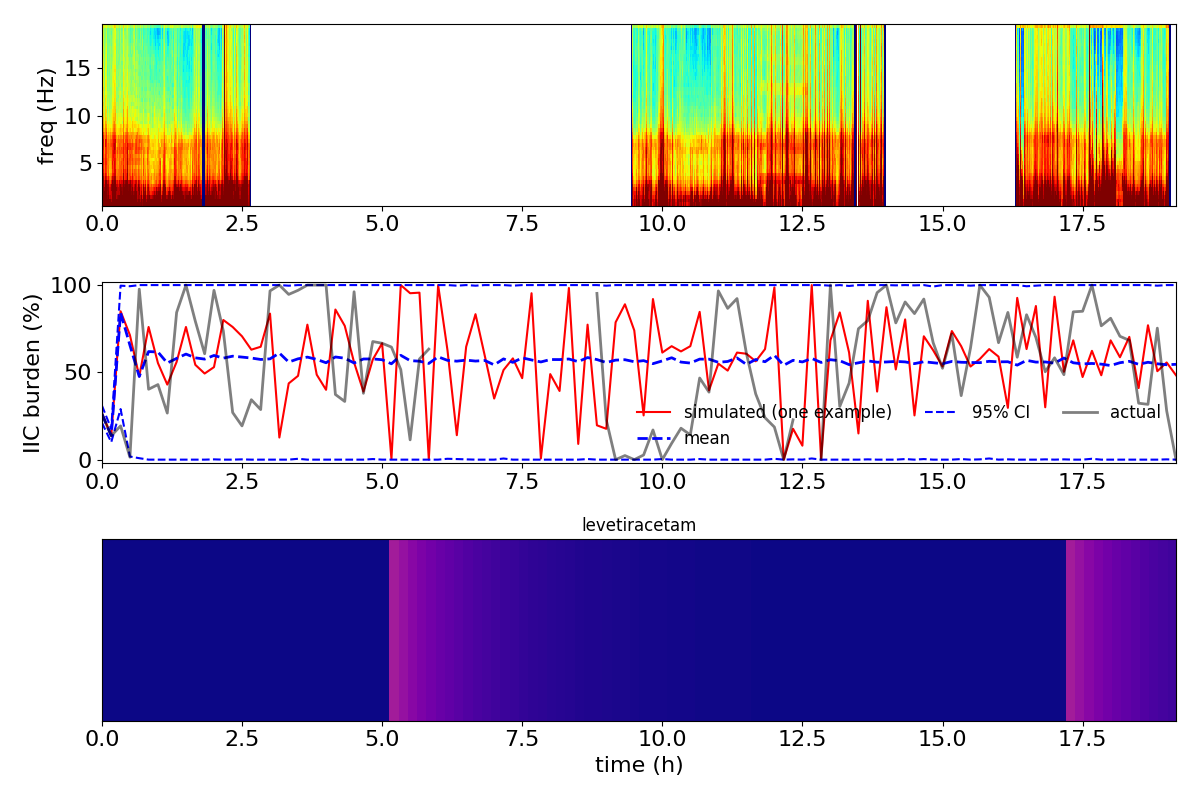 freq (Hz)
15
10
5
0.0 2.5 5.0 7.5 10.0 12.5 15.0 17.5
IIC burden (%)
100
50
0
simulated (one example) 95% CI actual
mean
0.0 2.5 5.0 7.5 10.0 12.5 15.0 17.5
levetiracetam
0.0 2.5 5.0 7.5 10.0 12.5 15.0 17.5
time (h)